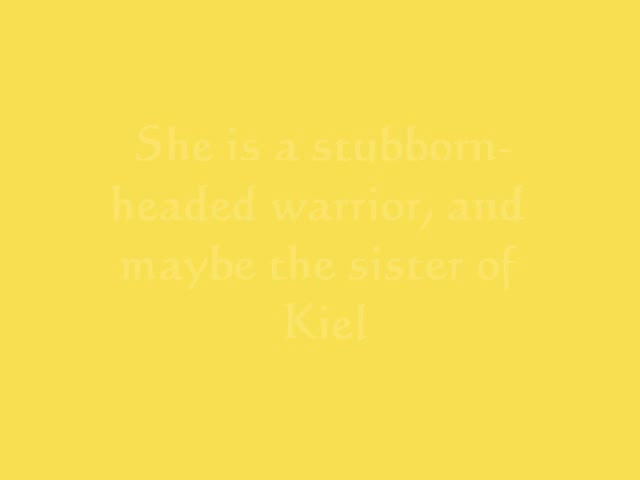 She is a stubborn-
headed warrior, and
maybe the sister of
Kiel